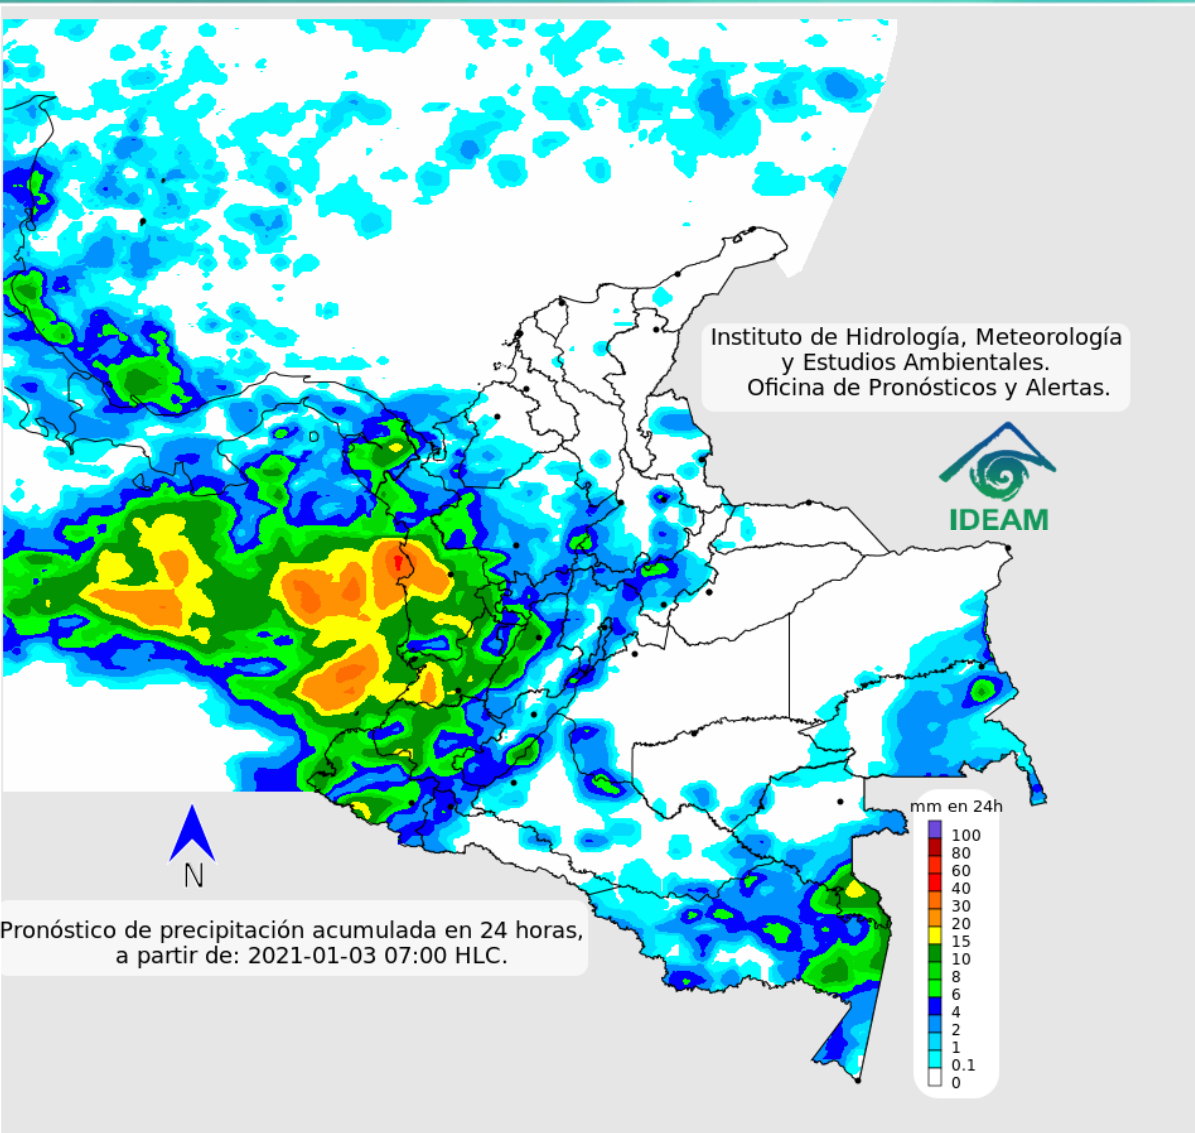 Instituto de Hidrología, Meteorología
y Estudios Ambientales.
Oficina de Pronósticos y Alertas.
IDEAM
N
mm en 24h
100
80
60
40
30
20
15
10
8
6
4
2
1
0.1
0
Pronóstico de precipitación acumulada en 24 horas,
a partir de: 2021-01-03 07:00 HLC.